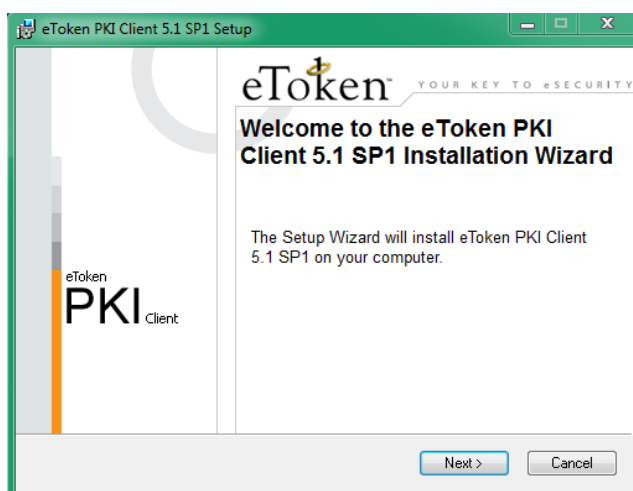 eToken PKI Client 5.1 SP1 Setup
eToken™ YOUR KEY TO eSECURITY
Welcome to the eToken PKI
Client 5.1 SP1 Installation Wizard
The Setup Wizard will install eToken PKI Client
5.1 SP1 on your computer.
eToken
PKI Client
Next >
Cancel